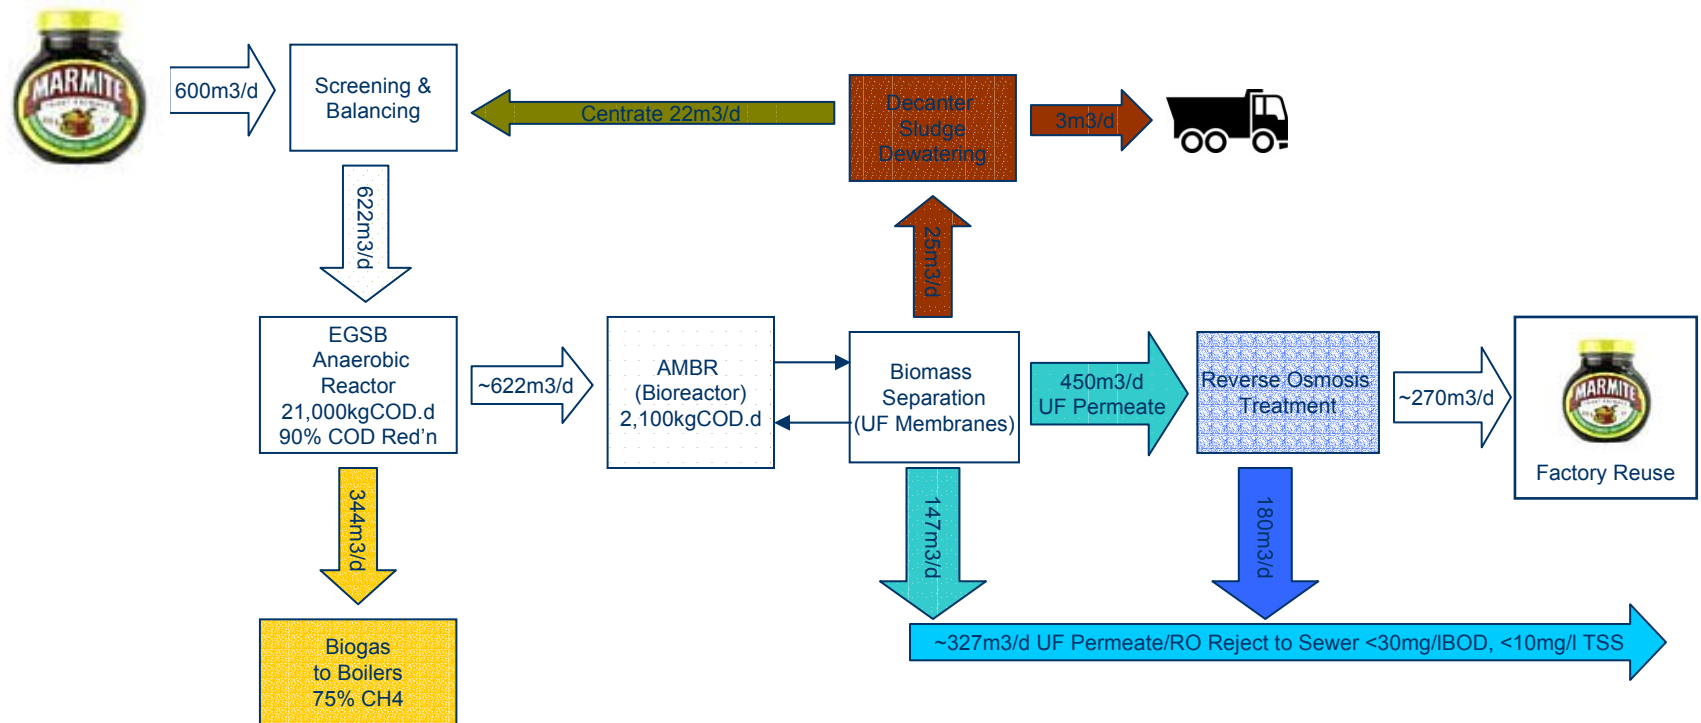 MARMITE
600m3/d
Screening &
Balancing
Centrate 22m3/d
Decanter
Sludge
Dewatering
3m3/d
622m3/d
25m3/d
EGSB
Anaerobic
Reactor
21,000kgCOD.d
90% COD Red'n
~622m3/d
AMBR
(Bioreactor)
2,100kgCOD.d
Biomass
Separation
(UF Membranes)
450m3/d
UF Permeate
Reverse Osmosis
Treatment
~270m3/d
MARMITE
Factory Reuse
344m3/d
147m3/d
180m3/d
Biogas
to Boilers
75% CH4
~327m3/d UF Permeate/RO Reject to Sewer <30mg/lBOD, <10mg/l TSS